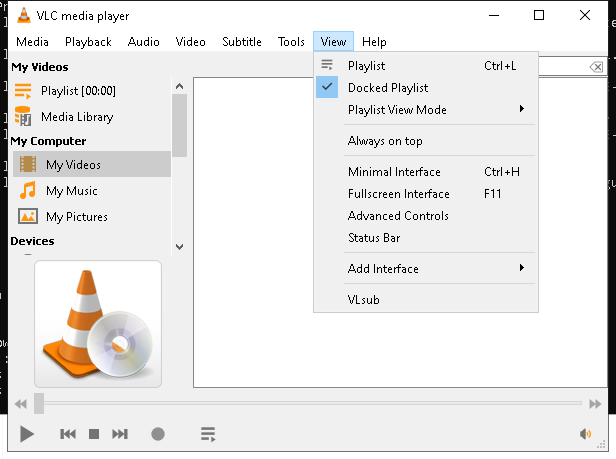 VLC media player
Media Playback Audio Video Subtitle Tools View Help
My Videos
Playlist [00:00]
Media Library
My Computer
My Videos
My Music
My Pictures
Devices
Playlist Ctrl+L
Docked Playlist
Playlist View Mode
Always on top
Minimal Interface Ctrl+H
Fullscreen Interface F11
Advanced Controls
Status Bar
Add Interface
VLsub